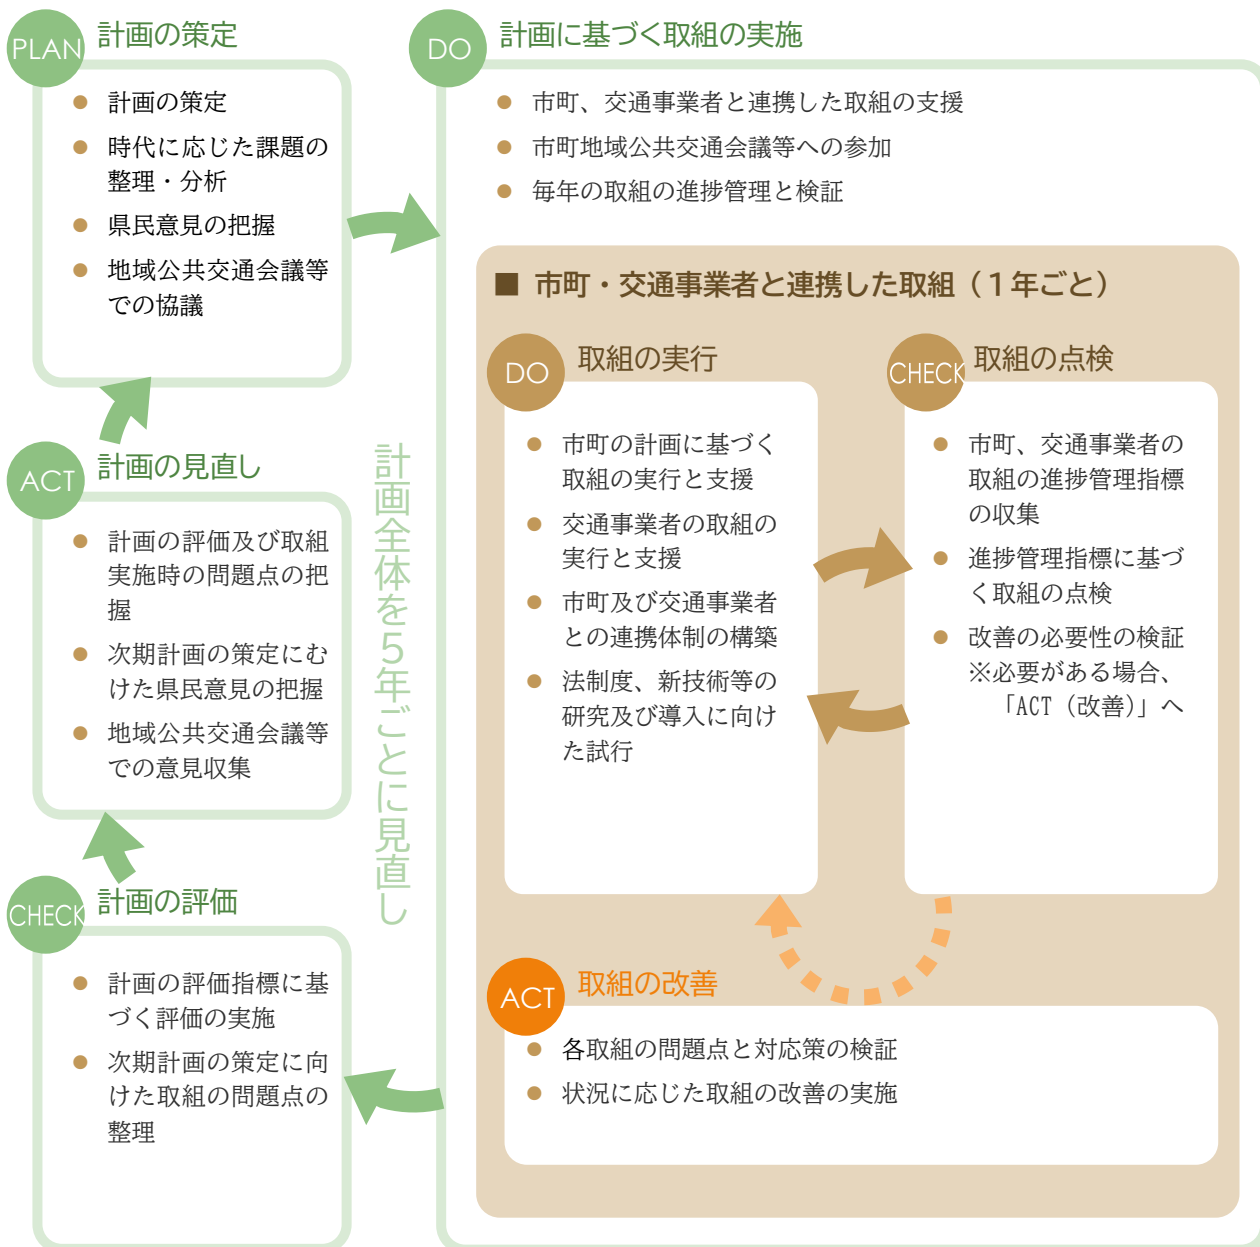 PLAN 計画の策定
● 計画の策定
● 時代に応じた課題の
整理・分析
● 県民意見の把握
● 地域公共交通会議等
での協議
DO 計画に基づく取組の実施
● 市町、交通事業者と連携した取組の支援
● 市町地域公共交通会議等への参加
● 毎年の取組の進捗管理と検証
■ 市町・交通事業者と連携した取組（１年ごと）
DO 取組の実行
● 市町の計画に基づく
取組の実行と支援
● 交通事業者の取組の
実行と支援
● 市町及び交通事業者
との連携体制の構築
● 法制度、新技術等の
研究及び導入に向け
た試行
CHECK 取組の点検
● 市町、交通事業者の
取組の進捗管理指標
の収集
● 進捗管理指標に基づ
く取組の点検
● 改善の必要性の検証
※必要がある場合、
「ACT（改善）」へ
ACT 取組の改善
● 各取組の問題点と対応策の検証
● 状況に応じた取組の改善の実施
計画全体を５年ごとに見直し
ACT 計画の見直し
● 計画の評価及び取組
実施時の問題点の把
握
● 次期計画の策定にむ
けた県民意見の把握
● 地域公共交通会議等
での意見収集
CHECK 計画の評価
● 計画の評価指標に基
づく評価の実施
● 次期計画の策定に向
けた取組の問題点の
整理